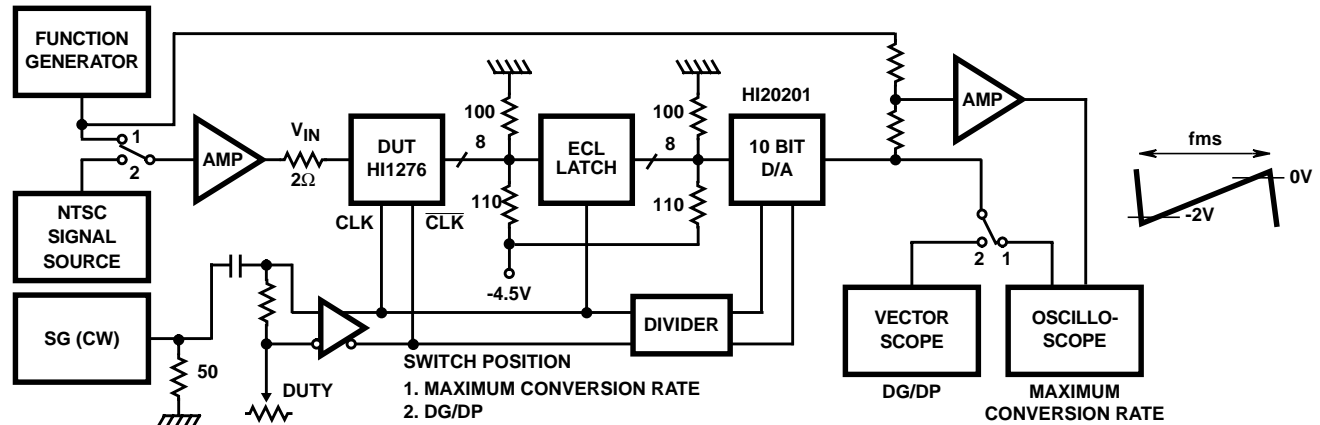 FUNCTION
GENERATOR
1
2
NTSC
SIGNAL
SOURCE
AMP
VIN
2Ω
DUT
HI1276
CLK
CLK
8
100
110
-4.5V
ECL
LATCH
8
100
110
HI20201
10 BIT
D/A
AMP
fms
0V
-2V
2 1
SG (CW)
50
DUTY
DIVIDER
SWITCH POSITION
1. MAXIMUM CONVERSION RATE
2. DG/DP
VECTOR
SCOPE
DG/DP
OSCILLO-
SCOPE
MAXIMUM
CONVERSION RATE